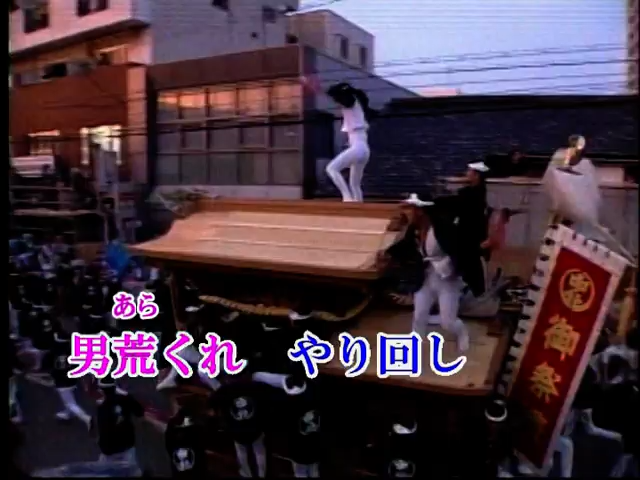 あら
男荒くれ　やり回し
御祭